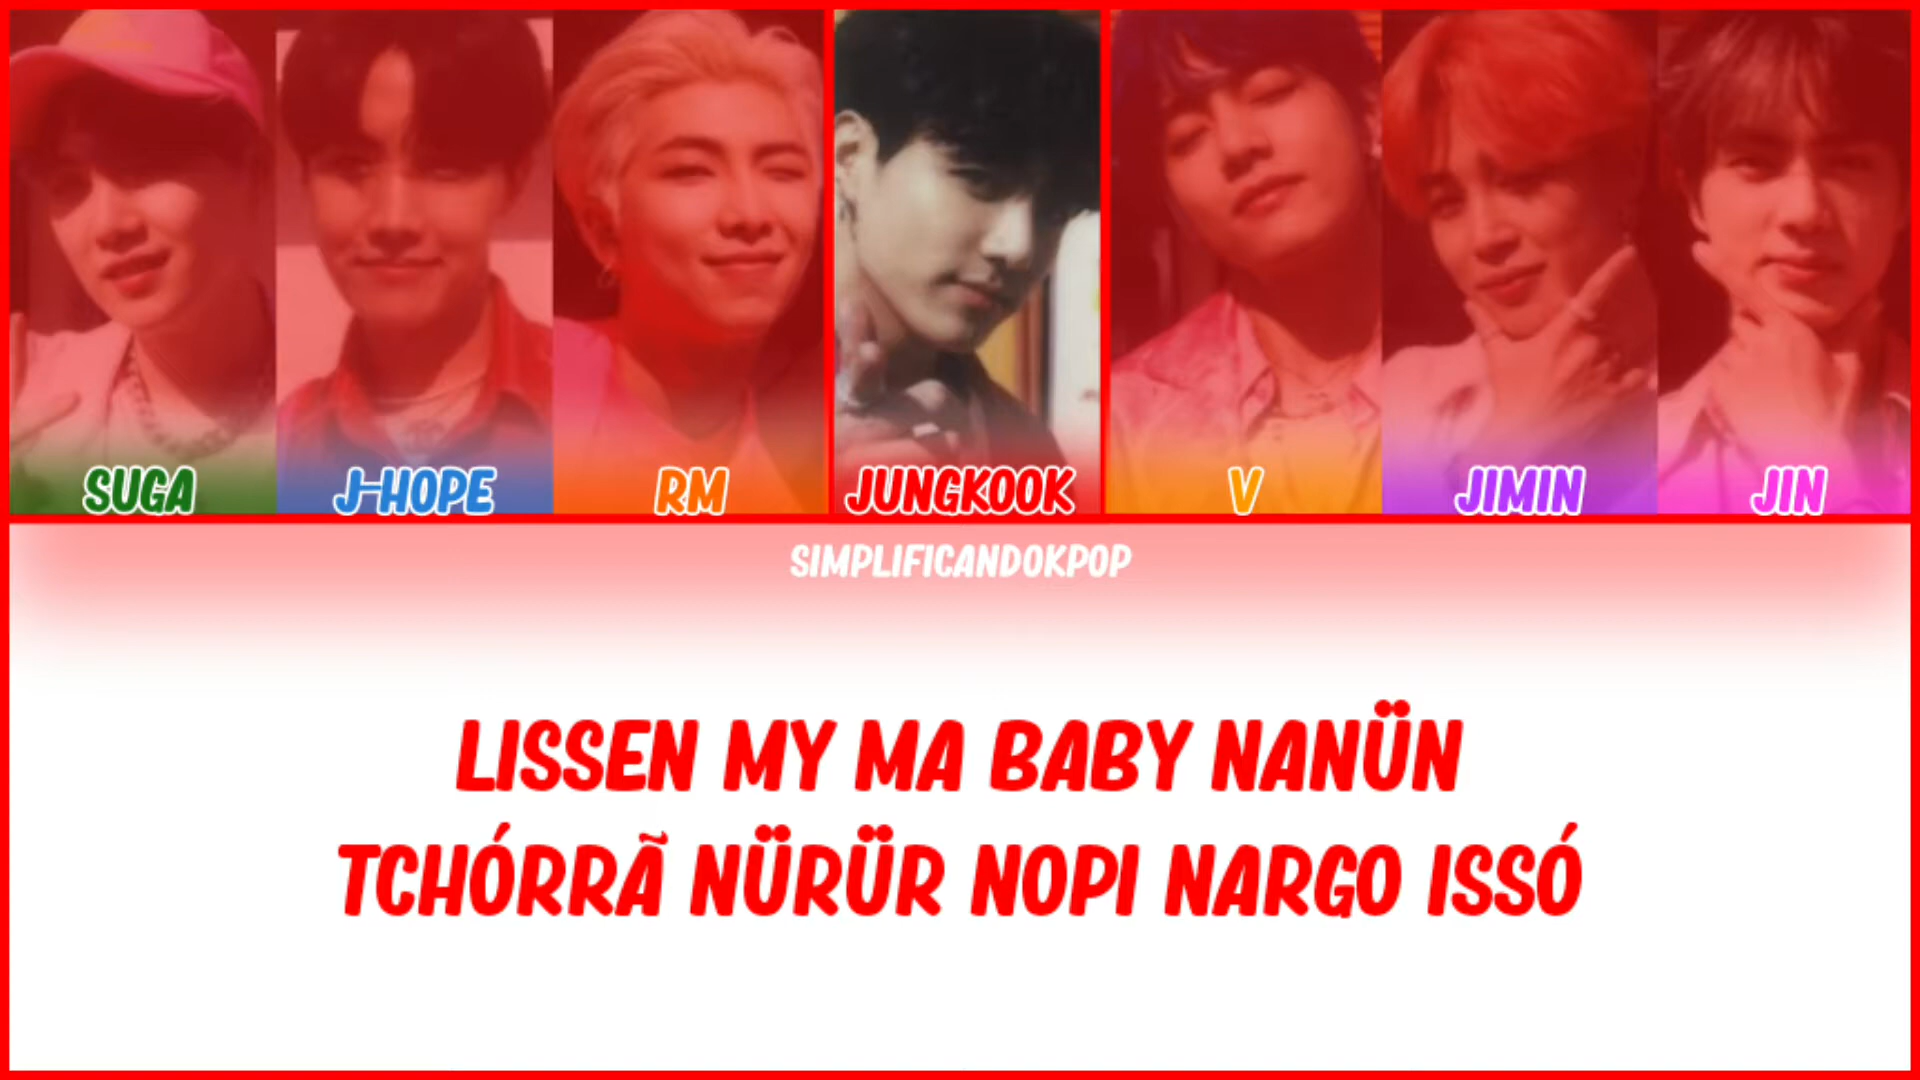 SUGA
J-HOPE
RM
JUNGKOOK
V
JIMIN
JIN
SIMPLIFICANDOKPOP
LISSEN MY MA BABY NANÜN
TCHÓRRÃ NÜRÜR NOPI NARGO ISSÓ